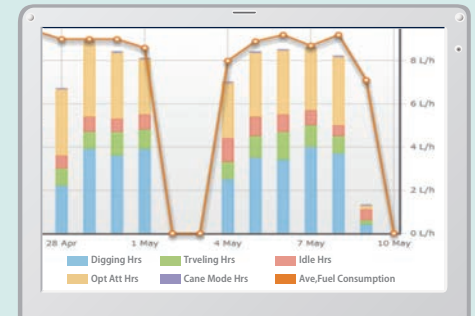 8 L/h
6 L/h
4 L/h
2 L/h
0 L/h
28 Apr 1 May 4 May 7 May 10 May
Digging Hrs Trveling Hrs Idle Hrs
Opt Att Hrs Cane Mode Hrs Ave,Fuel Consumption